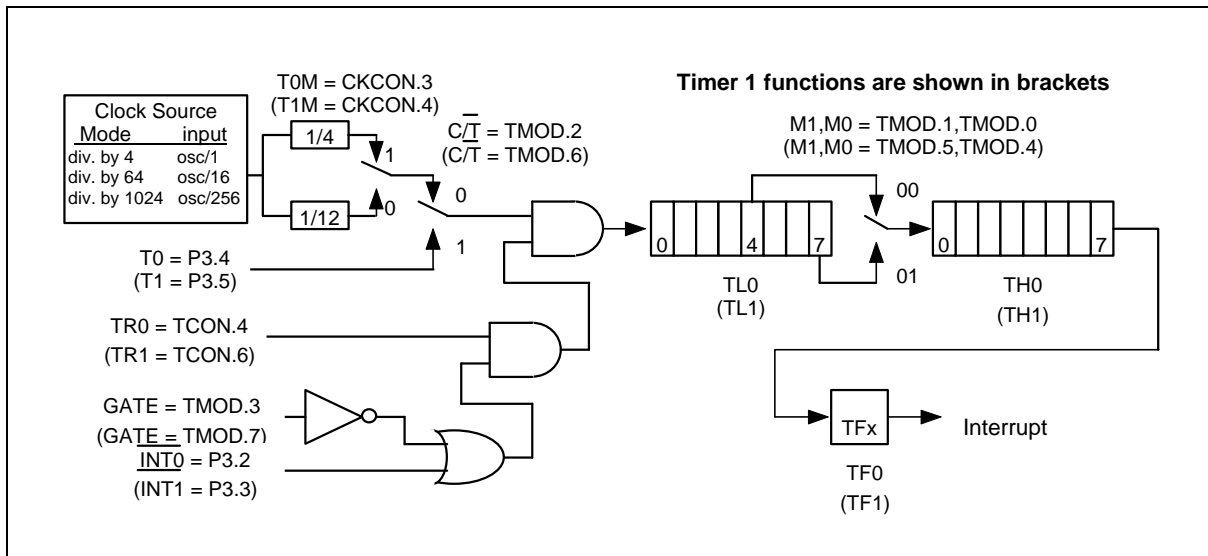 T0M = CKCON.3
(T1M = CKCON.4)
Timer 1 functions are shown in brackets
Clock Source
Mode input
div. by 4 osc/1
div. by 64 osc/16
div. by 1024 osc/256
1/4
1/12
1
0
C/T = TMOD.2
(C/T = TMOD.6)
0
1
M1,M0 = TMOD.1,TMOD.0
(M1,M0 = TMOD.5,TMOD.4)
0 4 7
00
01
0 7
T0 = P3.4
(T1 = P3.5)
TL0
(TL1)
TH0
(TH1)
TR0 = TCON.4
(TR1 = TCON.6)
GATE = TMOD.3
(GATE = TMOD.7)
INT0 = P3.2
(INT1 = P3.3)
TFx
Interrupt
TF0
(TF1)